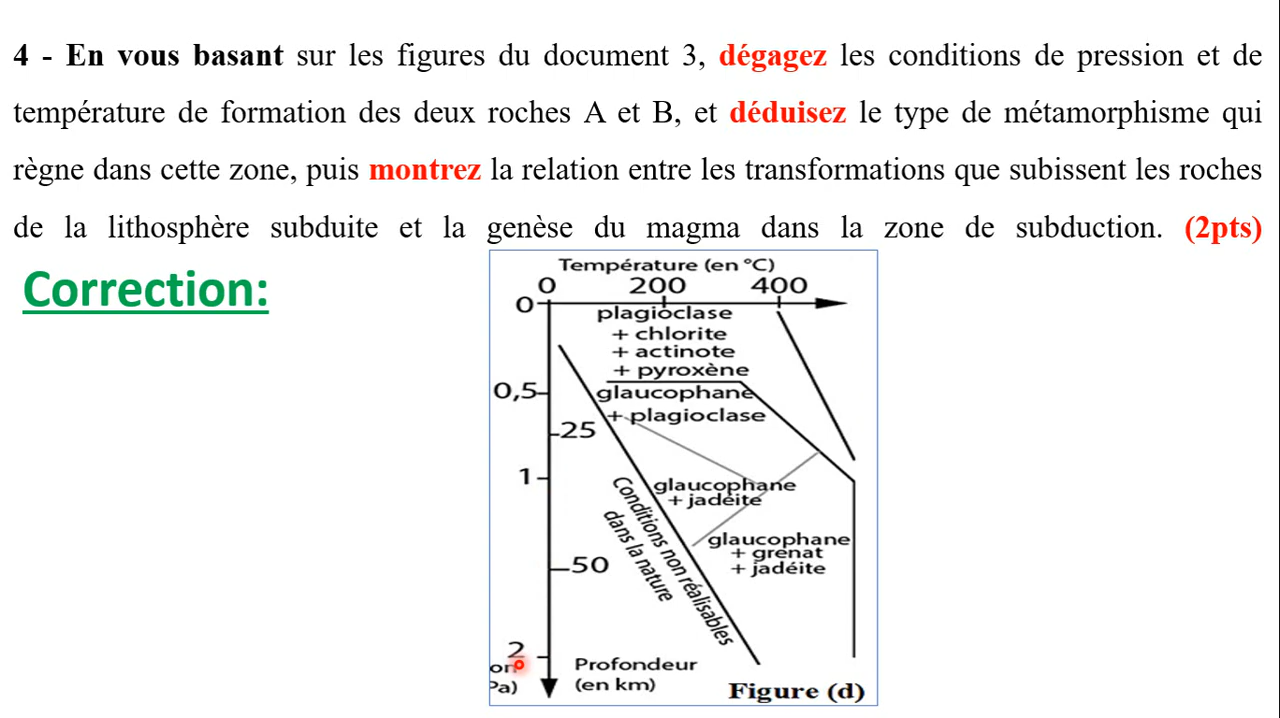 4 - En vous basant sur les figures du document 3, dégagez les conditions de pression et de
température de formation des deux roches A et B, et déduisez le type de métamorphisme qui
règne dans cette zone, puis montrez la relation entre les transformations que subissent les roches
de la lithosphère subduite et la genèse du magma dans la zone de subduction. (2pts)
Correction:
Température (en °C)
0 200 400
0
plagioclase
+ chlorite
+ actinote
+ pyroxène
0,5
glaucophane
+ plagioclase
25
1
glaucophane
+ jadéite
Conditions non réalisables
dans la nature
glaucophane
+ grenat
+ jadéite
50
2
on
Pa)
Profondeur
(en km)
Figure (d)